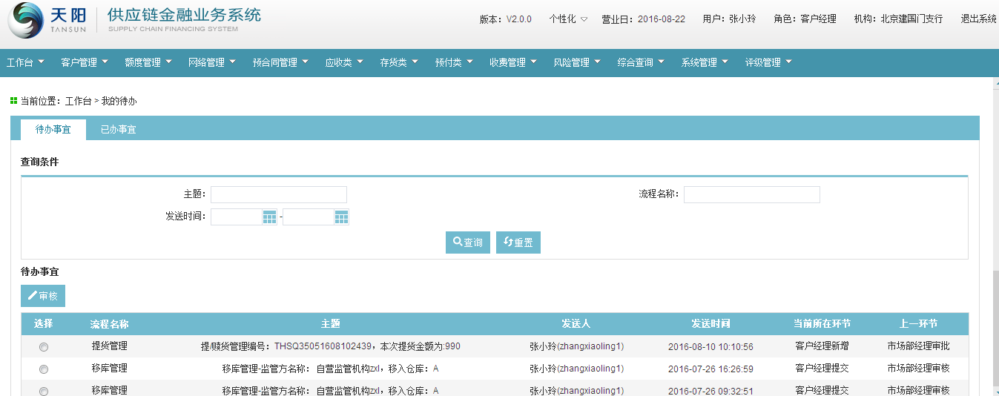 天阳 TANSUN 供应链金融业务系统
SUPPLY CHAIN FINANCING SYSTEM
版本：V2.0.0 个性化 营业日：2016-08-22 用户：张小玲 角色：客户经理 机构：北京建国门支行 退出系统
工作台 客户管理 额度管理 网络管理 预合同管理 应收类 存货类 预付类 收费管理 风险管理 综合查询 系统管理 评级管理
当前位置：工作台 > 我的待办
待办事宜 已办事宜
查询条件
主题： 流程名称：
发送时间： -
查询 重置
待办事宜
审核
选择 流程名称 主题 发送人 发送时间 当前所在环节 上一环节
提货管理 提/赎货管理编号：THSQ35051608102439，本次提货金额为:990 张小玲(zhangxiaoling1) 2016-08-10 10:10:56 客户经理新增 市场部经理审批
移库管理 移库管理-监管方名称：自营监管机构zxl，移入仓库：A 张小玲(zhangxiaoling1) 2016-07-26 16:26:59 客户经理提交 市场部经理审核
移库管理 移库管理-监管方名称：自营监管机构zxl，移入仓库：A 张小玲(zhangxiaoling1) 2016-07-26 09:32:51 客户经理提交 市场部经理审核